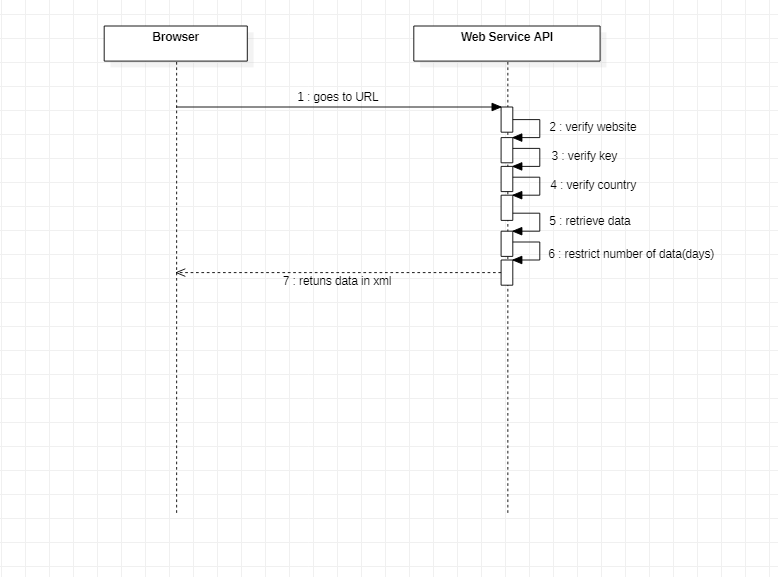 Browser
Web Service API
1 : goes to URL
2 : verify website
3 : verify key
4 : verify country
5 : retrieve data
6 : restrict number of data(days)
7 : retuns data in xml